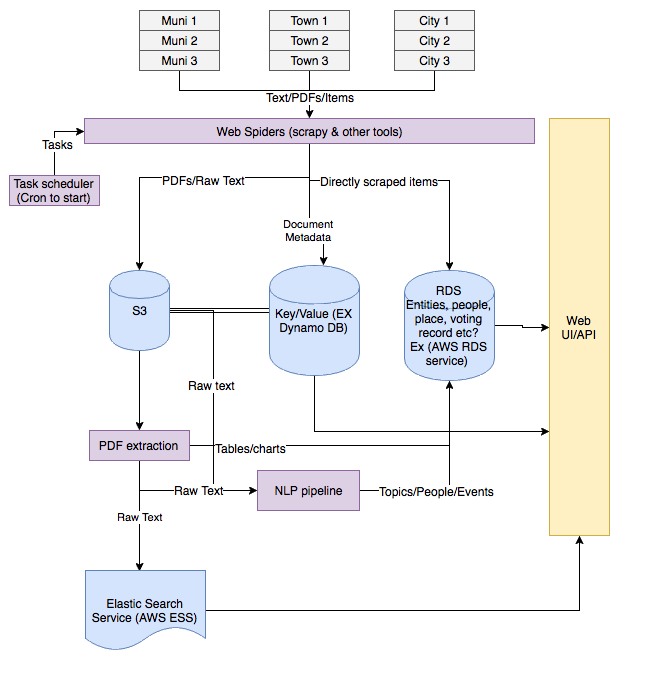 Muni 1
Muni 2
Muni 3
Town 1
Town 2
Town 3
City 1
City 2
City 3
Text/PDFs/Items
Web Spiders (scrapy & other tools)
Tasks
Task scheduler
(Cron to start)
PDFs/Raw Text
Directly scraped items
Document
Metadata
S3
Key/Value (EX
Dynamo DB)
RDS
Entities, people,
place, voting
record etc?
Ex (AWS RDS
service)
Web
UI/API
Raw text
PDF extraction
Tables/charts
Raw Text
NLP pipeline
Topics/People/Events
Raw Text
Elastic Search
Service (AWS ESS)